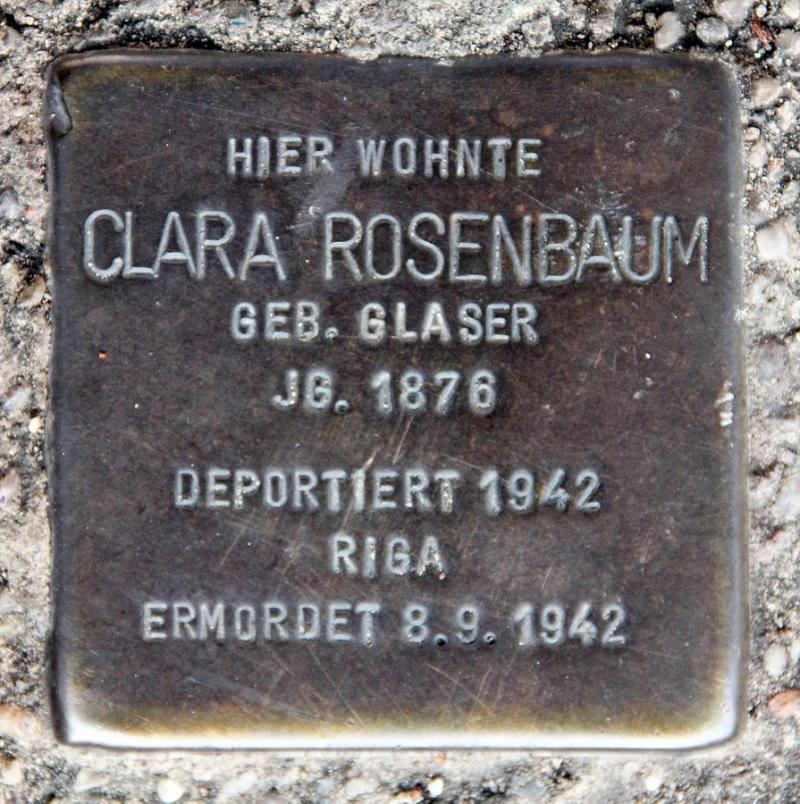 HIER WOHNTE
CLARA ROSENBAUM
GEB. GLASER
JG. 1876
DEPORTIERT 1942
RIGA
ERMORDET 8.9. 1942